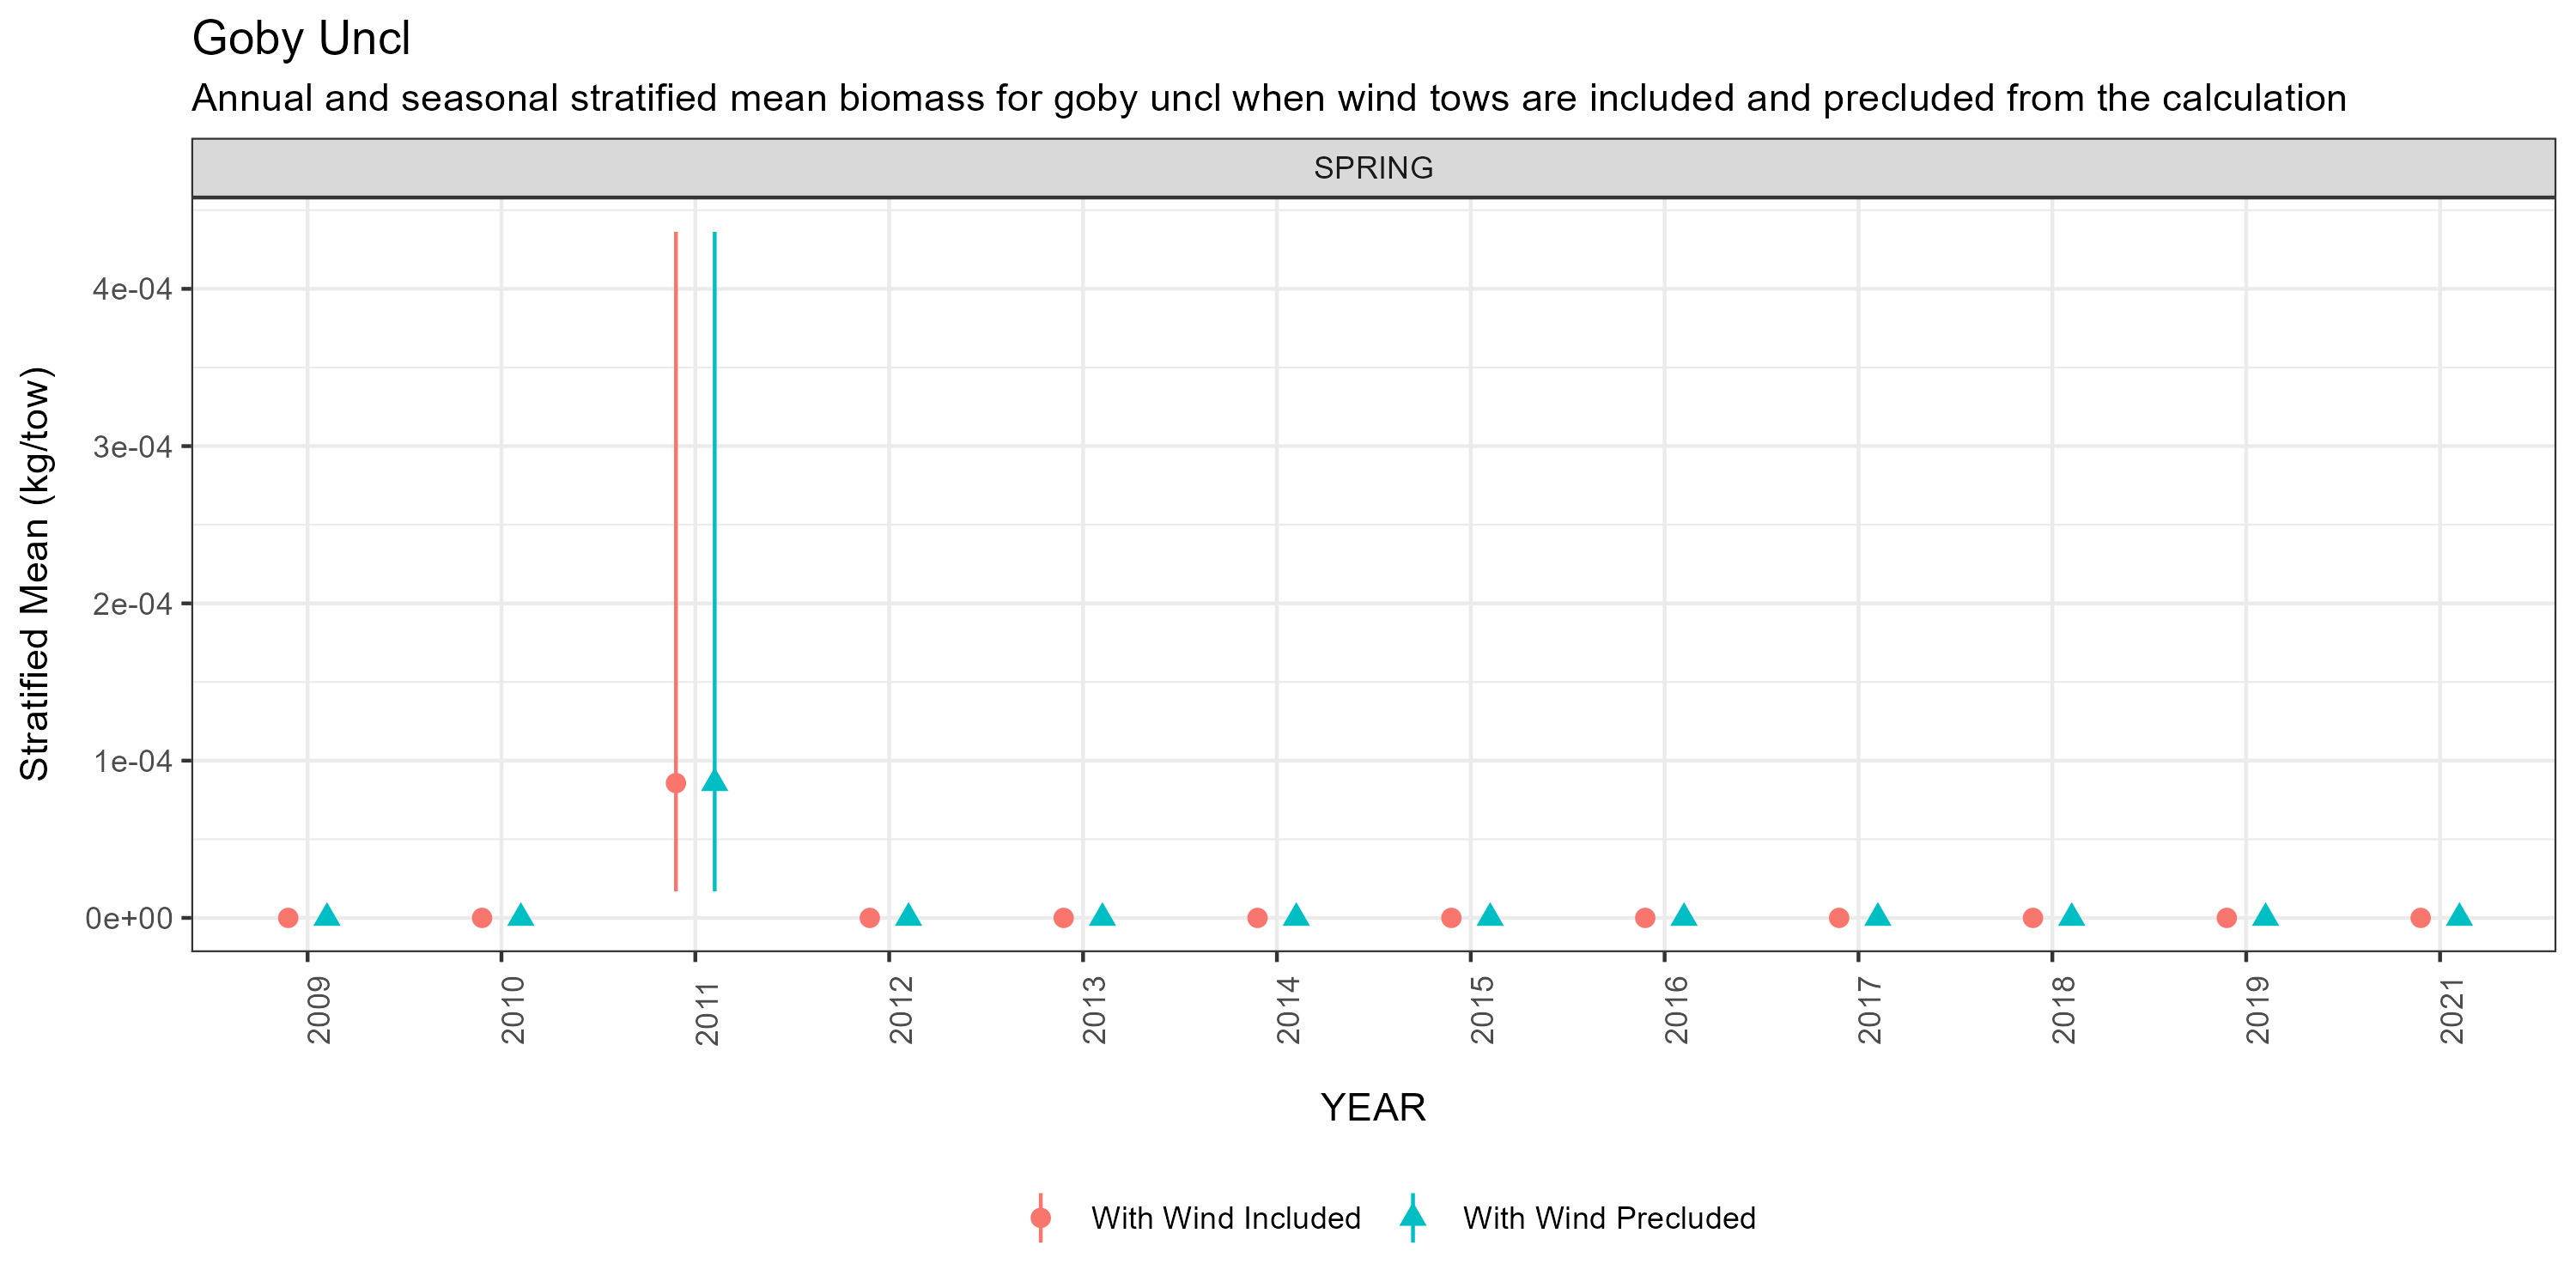 Goby Uncl
Annual and seasonal stratified mean biomass for goby uncl when wind tows are included and precluded from the calculation
SPRING
Stratified Mean (kg/tow)
4e-04
3e-04
2e-04
1e-04
0e+00
2009
2010
2011
2012
2013
2014
2015
2016
2017
2018
2019
2021
YEAR
With Wind Included
With Wind Precluded